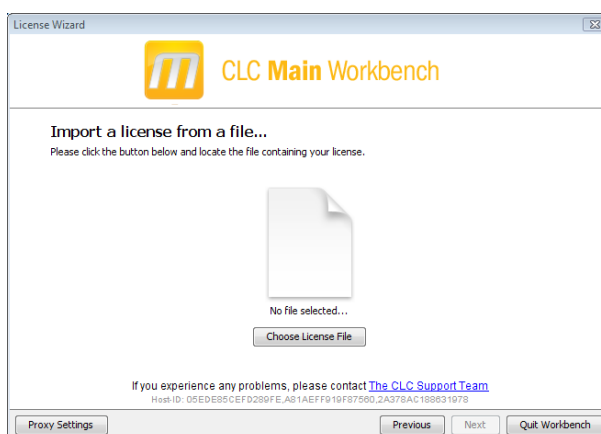 License Wizard
CLC Main Workbench
Import a license from a file...
Please click the button below and locate the file containing your license.
No file selected...
Choose License File
If you experience any problems, please contact The CLC Support Team
Host-ID: 05EDE85CEFD289FE,A81AEFF919F87560,2A378AC188631978
Proxy Settings Previous Next Quit Workbench